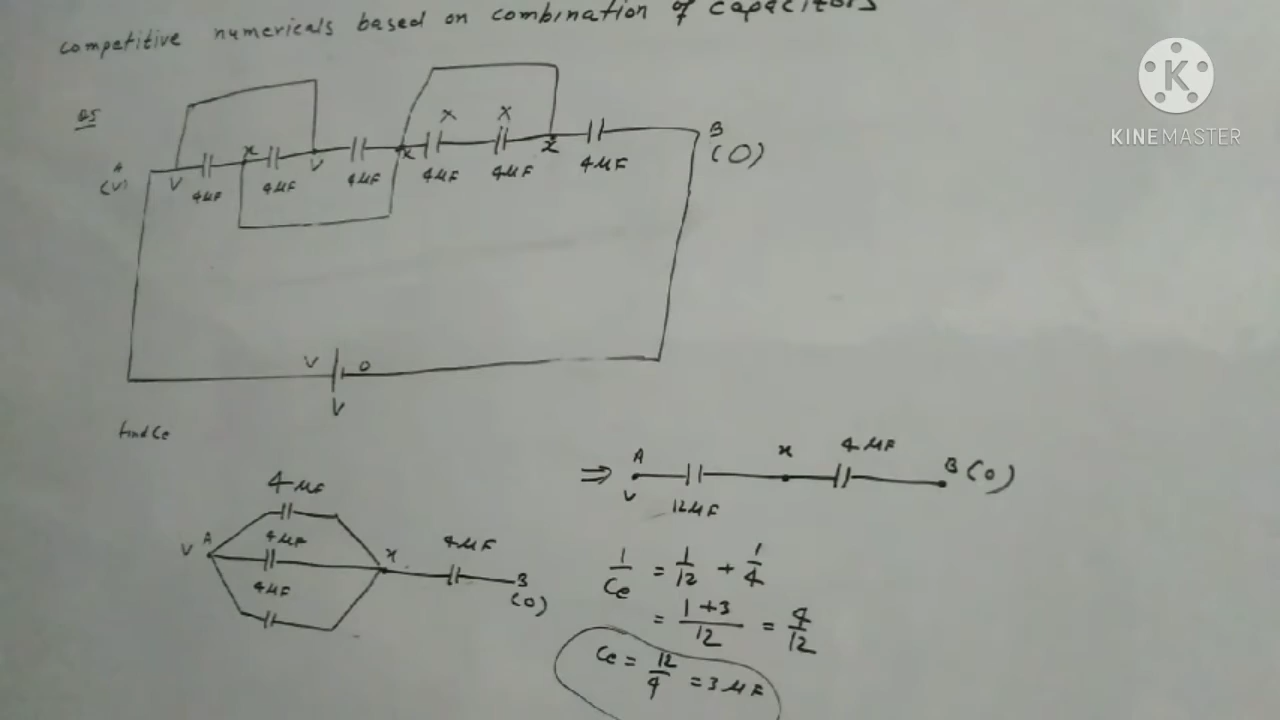 competitive numericals based on combination of capacitors
K
KINEMASTER
Q5
X X
A
(V)
V
x
V
x
x
B
(0)
4μF 4μF 4μF 4μF 4μF 4μF
V 0
V
find Ce
4μF
V A 4μF x 4μF B
(0)
4μF
⇒ A x 4μF B (0)
V 12μF
1/Ce = 1/12 + 1/4
= 1+3/12 = 4/12
Ce = 12/4 = 3μF